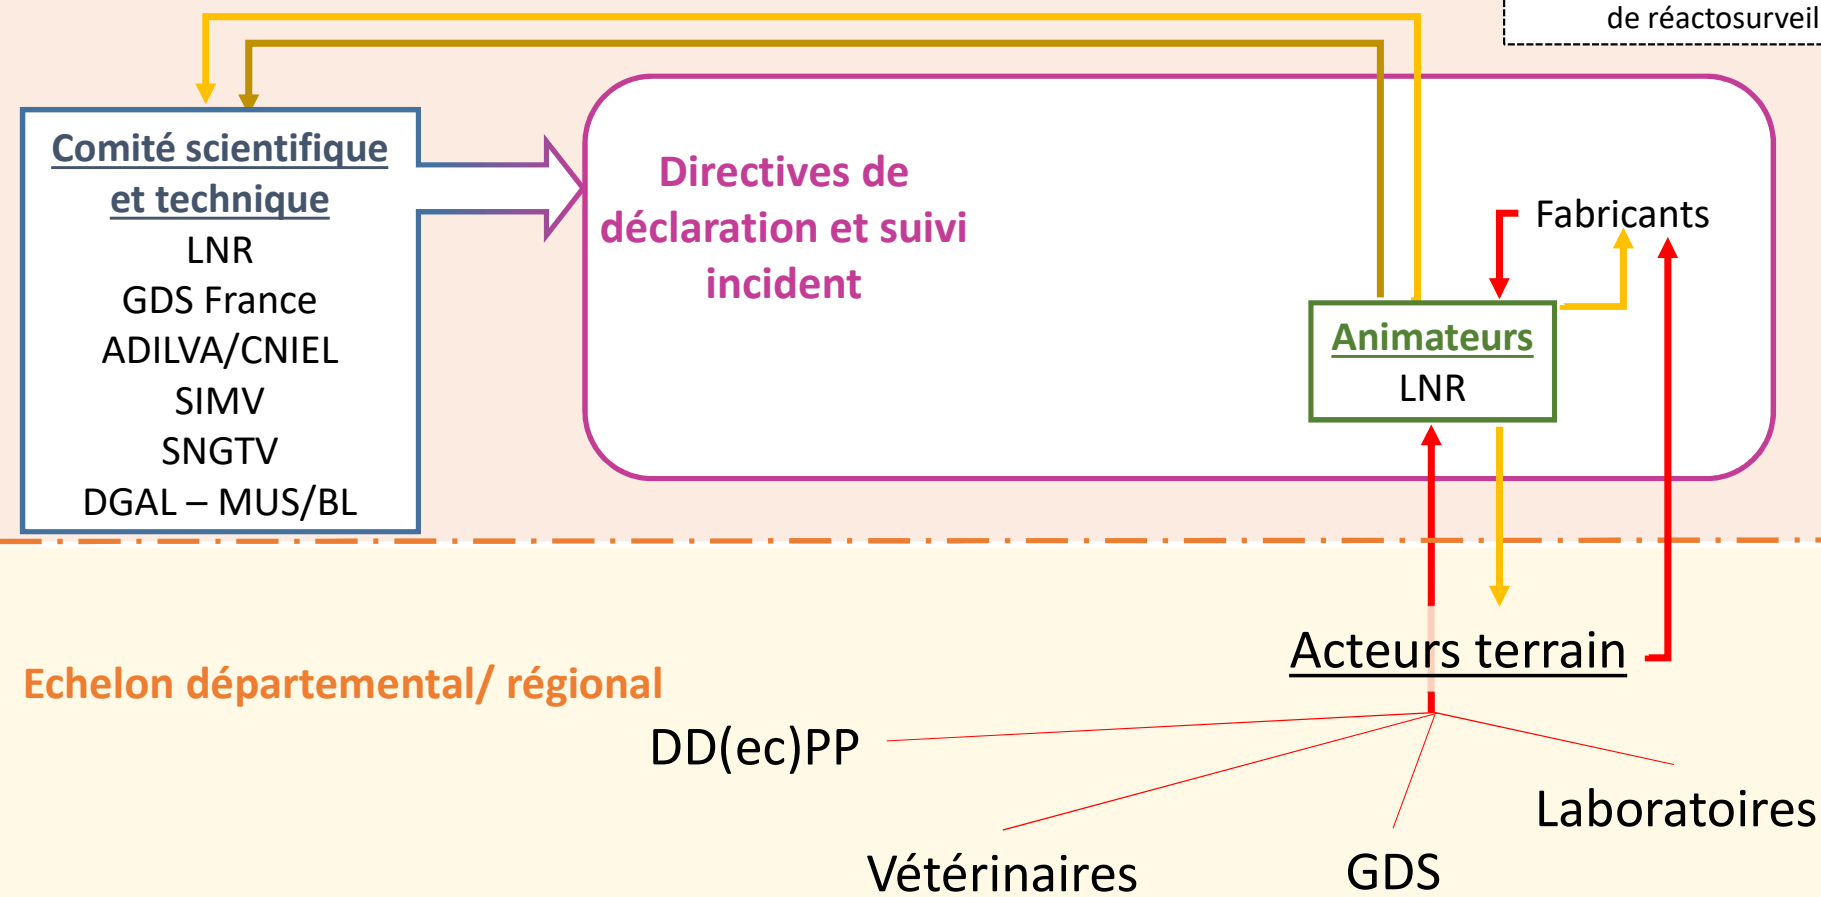 de réactosurveil
Comité scientifique
et technique
LNR
GDS France
ADILVA/CNIEL
SIMV
SNGTV
DGAL – MUS/BL
Directives de
déclaration et suivi
incident
Fabricants
Animateurs
LNR
Acteurs terrain
Echelon départemental/ régional
DD(ec)PP
Laboratoires
Vétérinaires
GDS